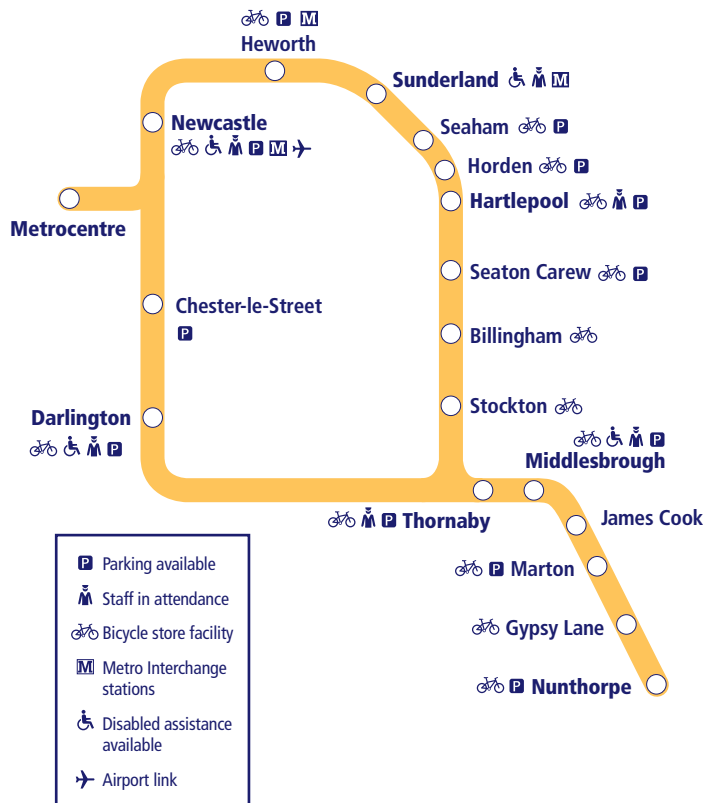 P M
Heworth
Sunderland M
Newcastle
P M
Seaham P
Horden P
Hartlepool P
Metrocentre
Seaton Carew P
Chester-le-Street
P
Billingham
Darlington
P
Stockton
P
Middlesbrough
P Thornaby
James Cook
P Marton
Gypsy Lane
P Nunthorpe
P Parking available
Staff in attendance
Bicycle store facility
M Metro Interchange
stations
Disabled assistance
available
Airport link